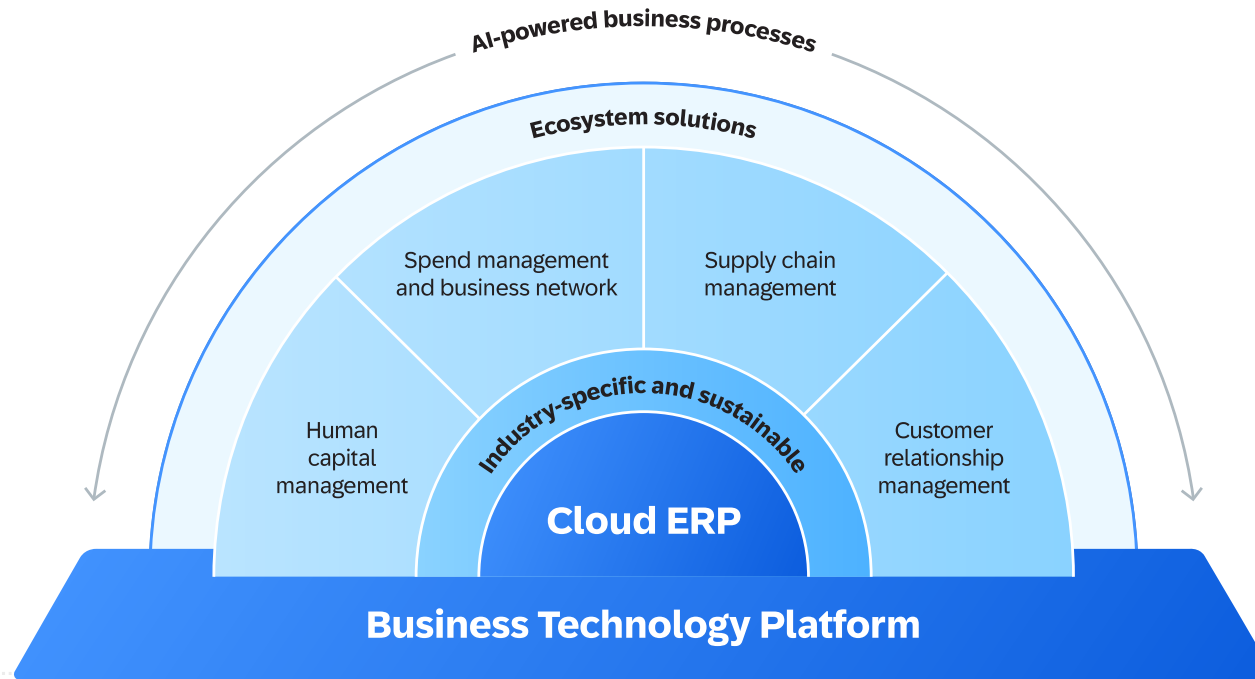 AI-powered business processes
Ecosystem solutions
Spend management
and business network
Supply chain
management
Industry-specific and sustainable
Human
capital
management
Customer
relationship
management
Cloud ERP
Business Technology Platform